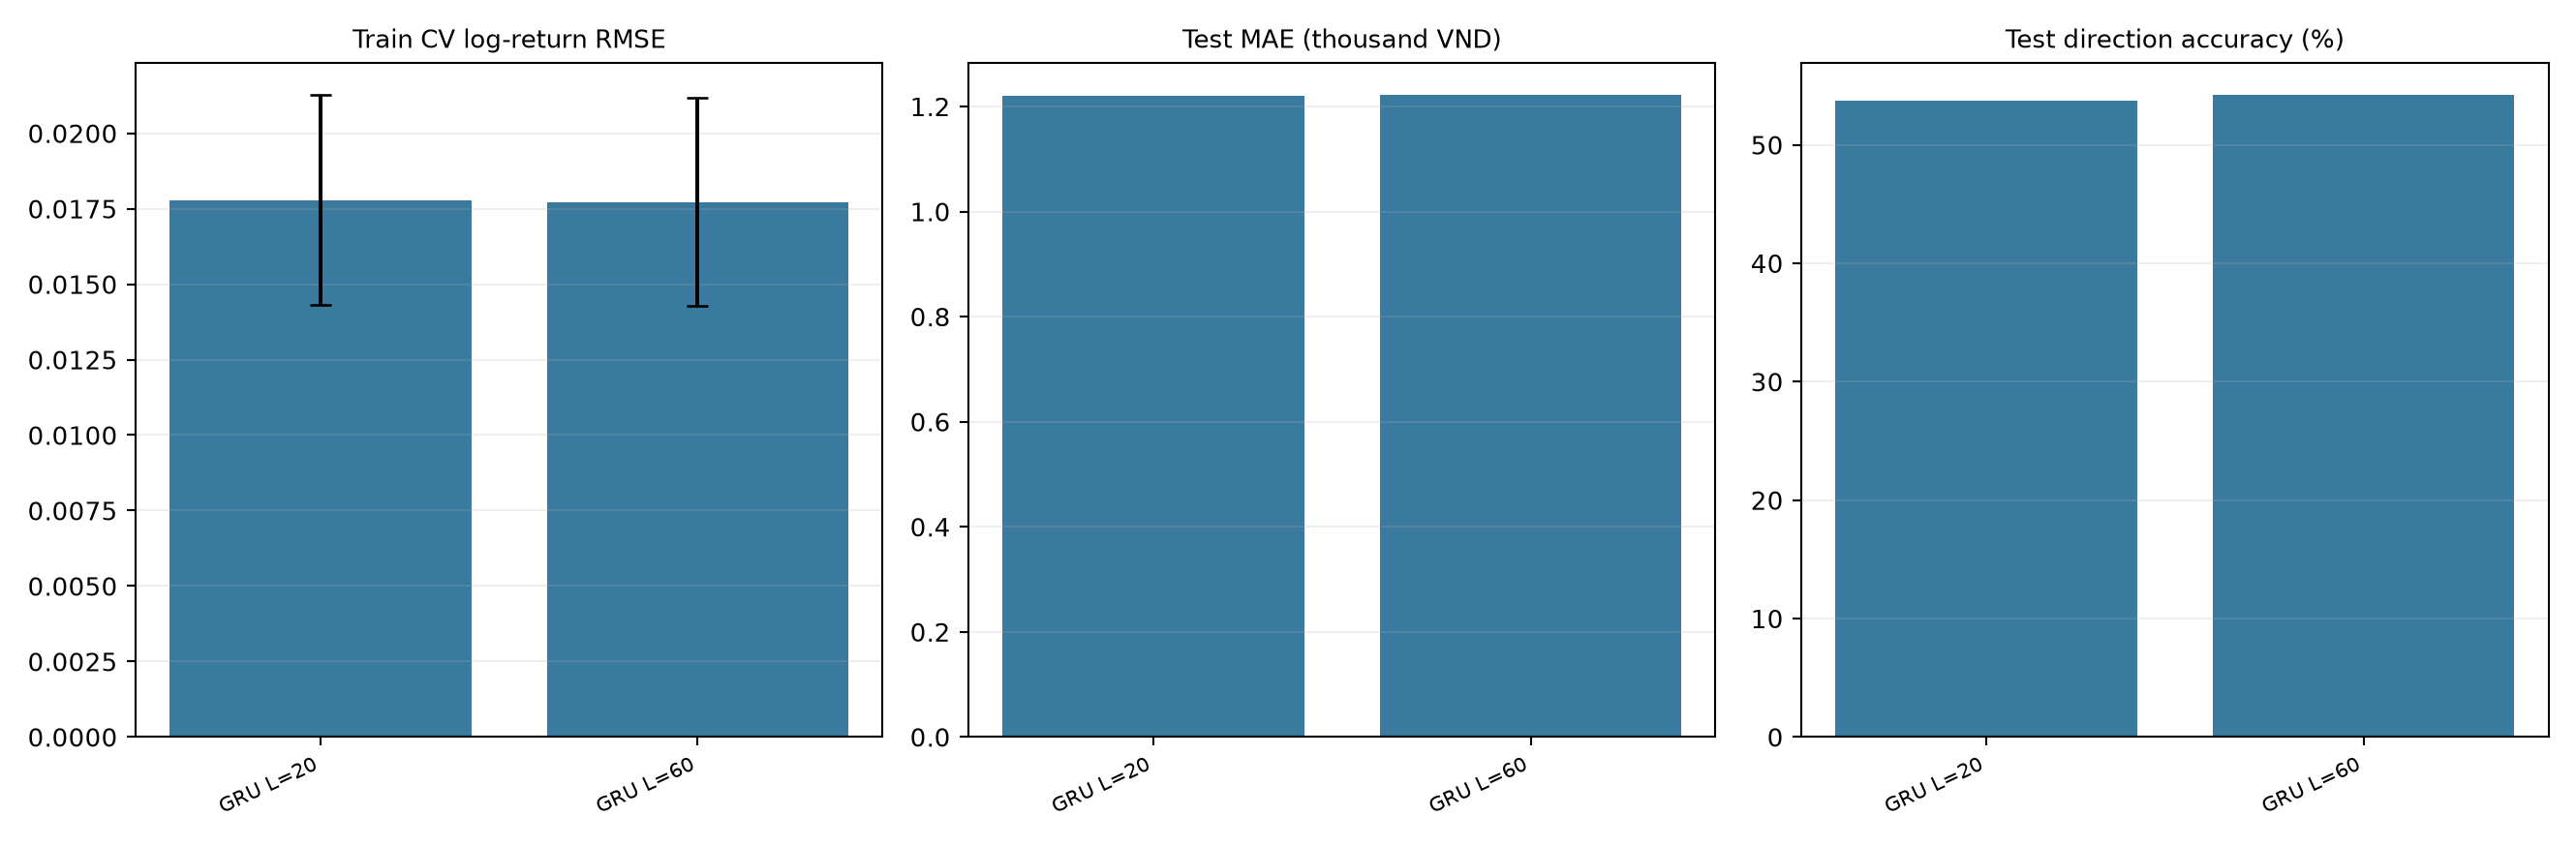 Train CV log-return RMSE
0.0200
0.0175
0.0150
0.0125
0.0100
0.0075
0.0050
0.0025
0.0000
GRU L=20
GRU L=60
Test MAE (thousand VND)
1.2
1.0
0.8
0.6
0.4
0.2
0.0
GRU L=20
GRU L=60
Test direction accuracy (%)
50
40
30
20
10
0
GRU L=20
GRU L=60